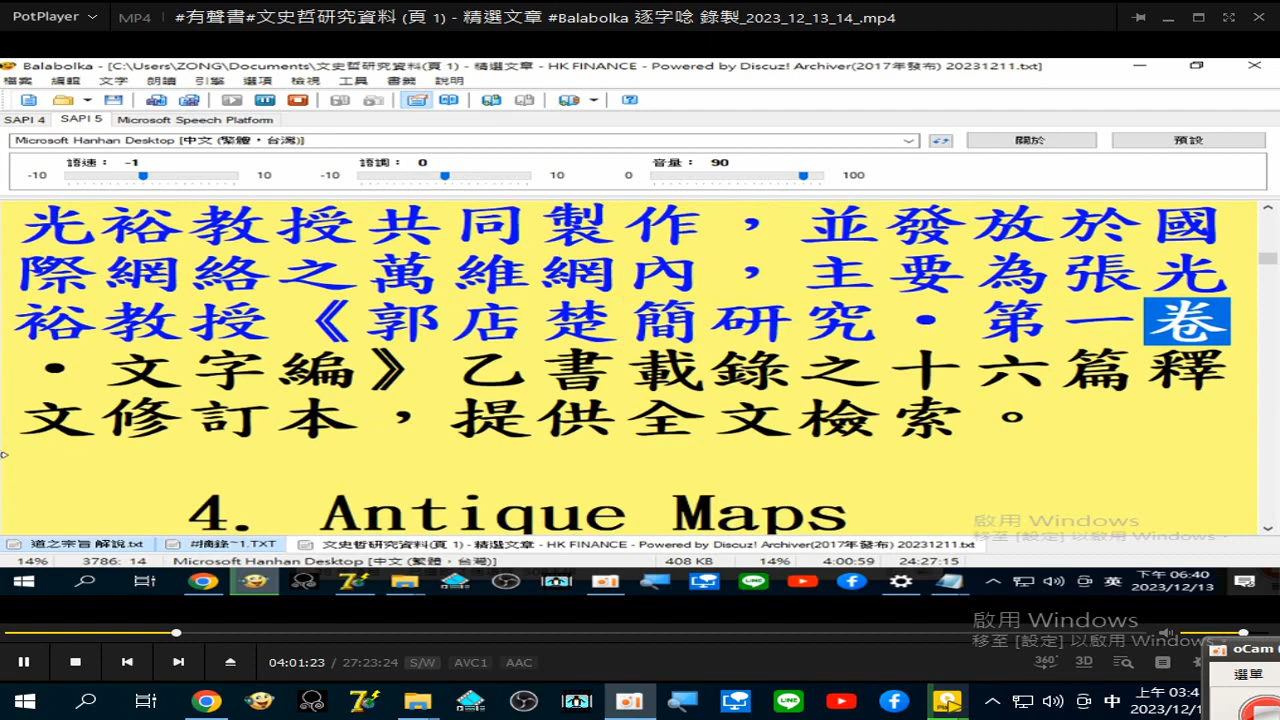 PotPlayer MP4 #有聲書#文史哲研究資料 (頁 1) - 精選文章 #Balabolka 逐字唸 錄製_2023_12_13_14_.mp4
Balabolka - [C:\Users\ZONG\Documents\文史哲研究資料(頁 1) - 精選文章 - HK FINANCE - Powered by Discuz! Archiver(2017年發布) 20231211.txt]
檔案 編輯 文字 朗讀 引擎 選項 檢視 工具 書籤 說明
SAPI 4 SAPI 5 Microsoft Speech Platform
Microsoft Hanhan Desktop [中文 (繁體，台灣)] 關於 預設
語速： -1 語調： 0 音量： 90
-10 10 -10 10 0 100
光裕教授共同製作，並發放於國
際網絡之萬維網內，主要為張光
裕教授《郭店楚簡研究•第一卷
•文字編》乙書載錄之十六篇釋
文修訂本，提供全文檢索。
4. Antique Maps
啟用 Windows
移至 [設定] 以啟用 Windows。
道之宗旨 解說.txt #摘錄~1.TXT 文史哲研究資料(頁 1) - 精選文章 - HK FINANCE - Powered by Discuz! Archiver(2017年發布) 20231211.txt
14% 3786: 14 Microsoft Hanhan Desktop [中文 (繁體，台灣)] 408 KB 14% 4:00:59 24:27:15
英 下午 06:40
2023/12/13
啟用 Windows
移至 [設定] 以啟用 Windows。
04:01:23 / 27:23:24 S/W AVC1 AAC 360° 3D
oCam (
選單
中 上午 03:4
2023/12/1